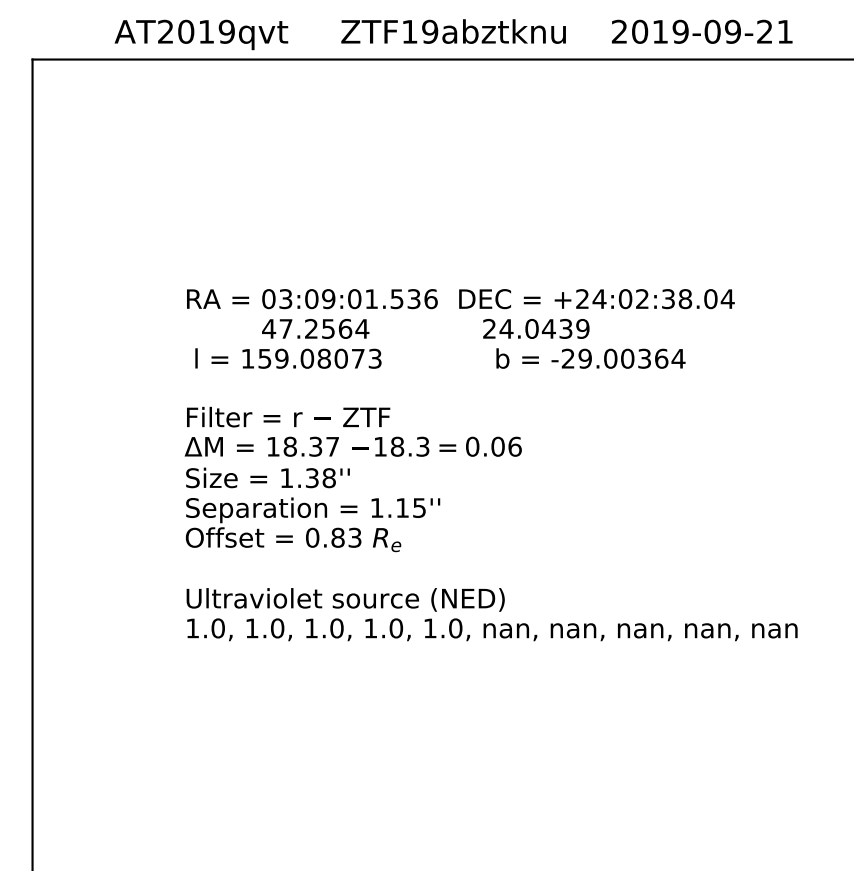 AT2019qvt ZTF19abztknu 2019-09-21
RA = 03:09:01.536 DEC = +24:02:38.04
47.2564 24.0439
l = 159.08073 b = -29.00364
Filter = r − ZTF
ΔM = 18.37 −18.3 = 0.06
Size = 1.38''
Separation = 1.15''
Offset = 0.83 Re
Ultraviolet source (NED)
1.0, 1.0, 1.0, 1.0, 1.0, nan, nan, nan, nan, nan